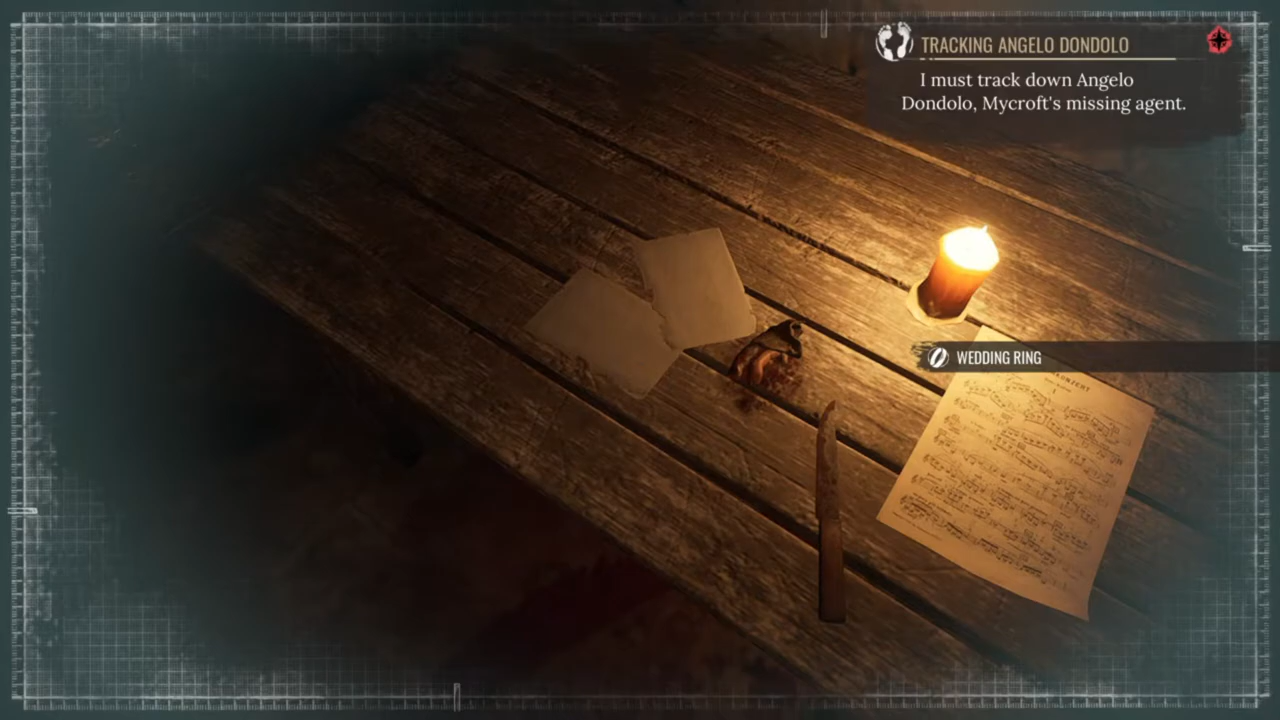 TRACKING ANGELO DONDOLO
I must track down Angelo
Dondolo, Mycroft's missing agent.
WEDDING RING